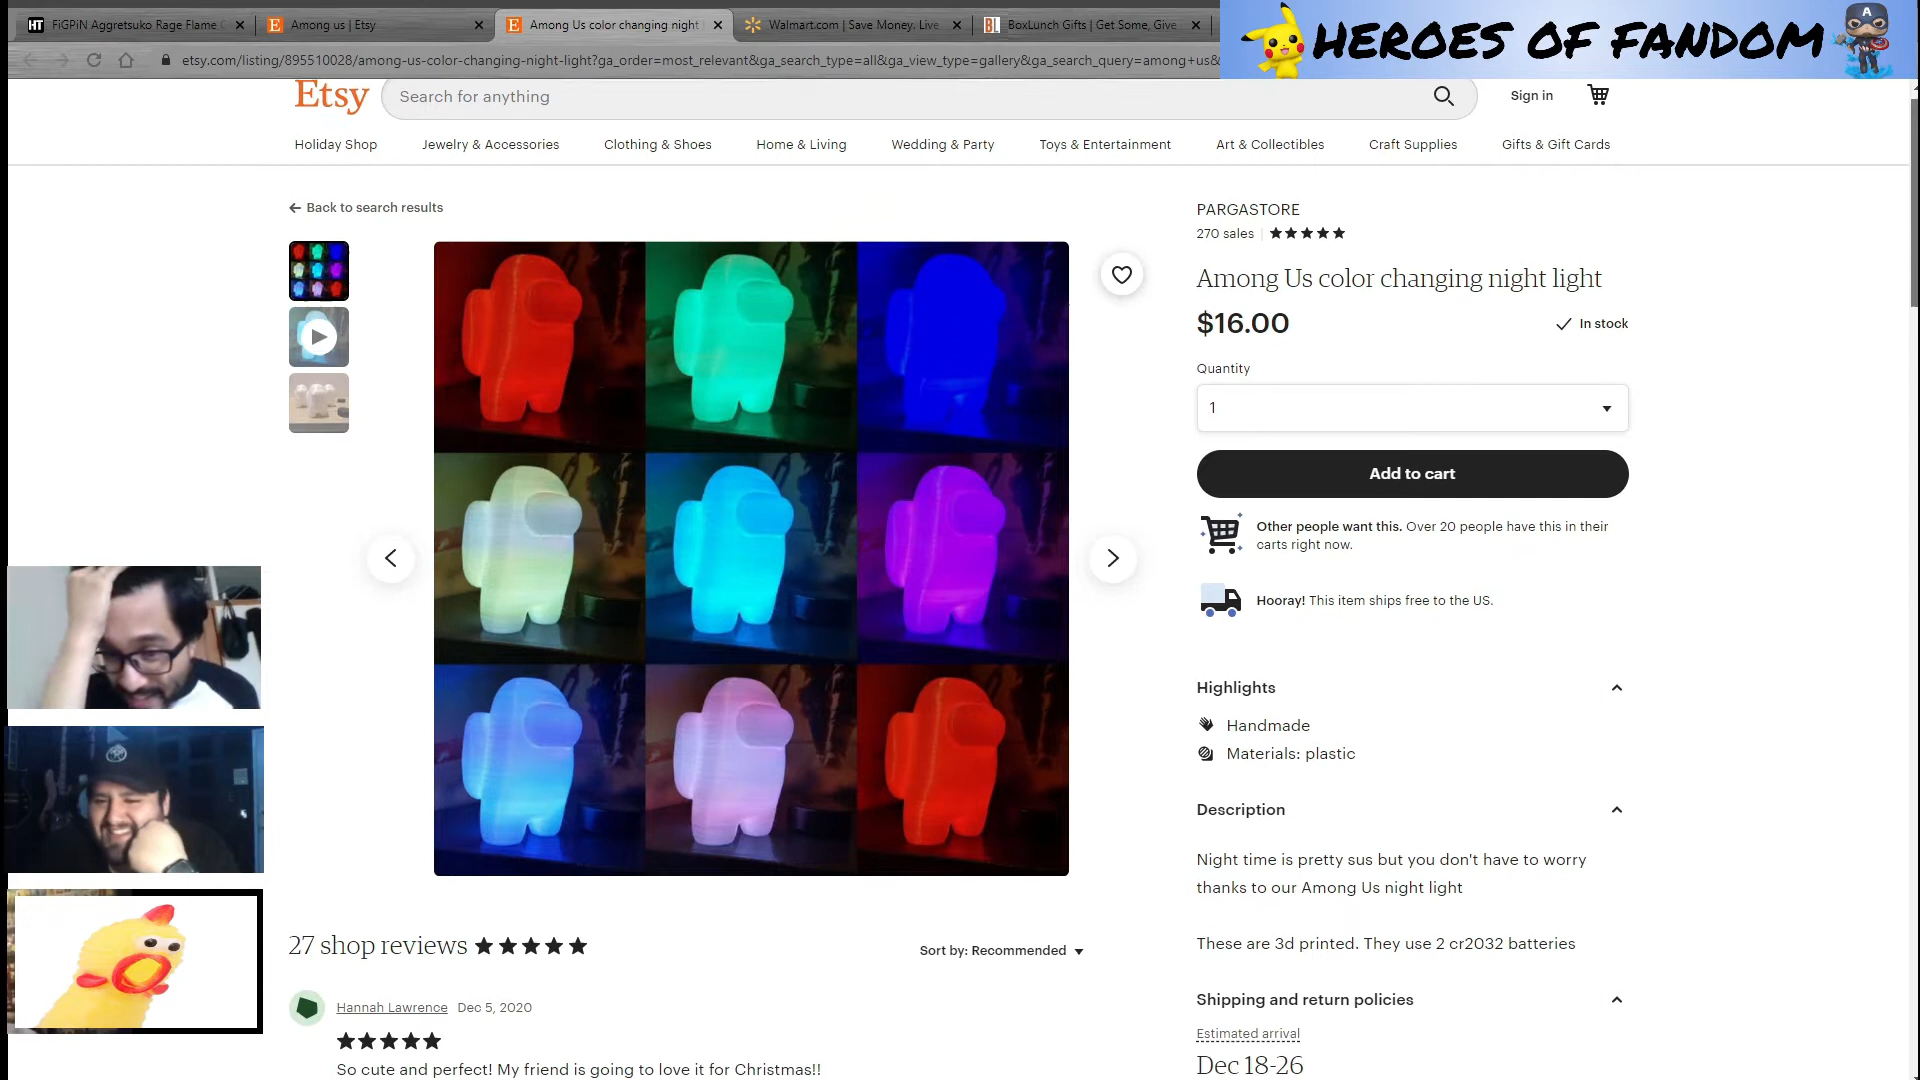 FiGPiN Aggretsuko Rage Flame
Among us | Etsy
Among Us color changing night
Walmart.com | Save Money. Live
BoxLunch Gifts | Get Some, Give
HEROES OF FANDOM
etsy.com/listing/895510028/among-us-color-changing-night-light?ga_order=most_relevant&ga_search_type=all&ga_view_type=gallery&ga_search_query=among+us&
Etsy
Search for anything
Sign in
Holiday Shop
Jewelry & Accessories
Clothing & Shoes
Home & Living
Wedding & Party
Toys & Entertainment
Art & Collectibles
Craft Supplies
Gifts & Gift Cards
Back to search results
PARGASTORE
270 sales
Among Us color changing night light
$16.00
In stock
Quantity
1
Add to cart
Other people want this. Over 20 people have this in their
carts right now.
Hooray! This item ships free to the US.
Highlights
Handmade
Materials: plastic
Description
Night time is pretty sus but you don't have to worry
thanks to our Among Us night light
These are 3d printed. They use 2 cr2032 batteries
Shipping and return policies
Estimated arrival
Dec 18-26
27 shop reviews
Sort by: Recommended
Hannah Lawrence Dec 5, 2020
So cute and perfect! My friend is going to love it for Christmas!!